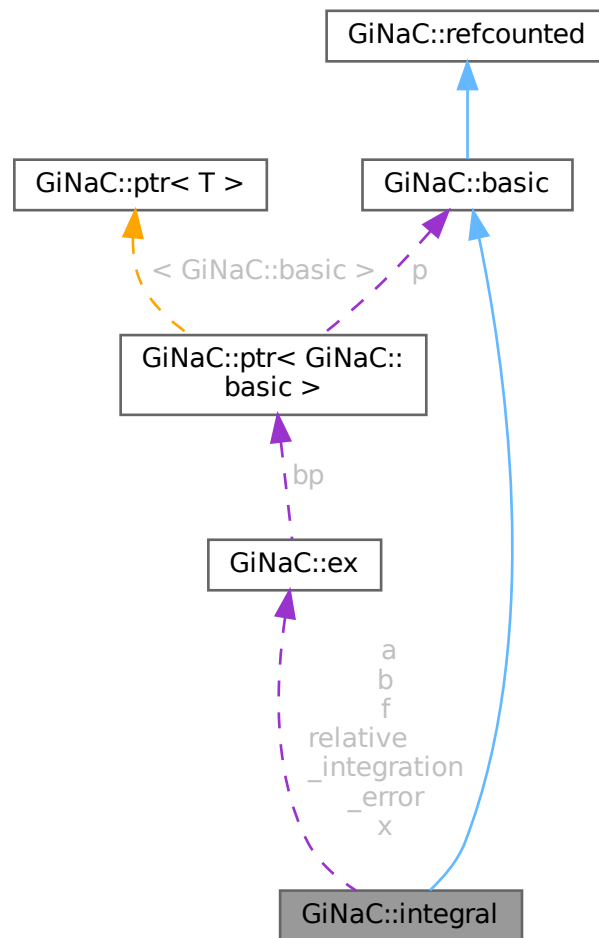 GiNaC::refcounted
GiNaC::ptr< T >
GiNaC::basic
< GiNaC::basic >
p
GiNaC::ptr< GiNaC::
basic >
bp
GiNaC::ex
a
b
f
relative
_integration
_error
x
GiNaC::integral